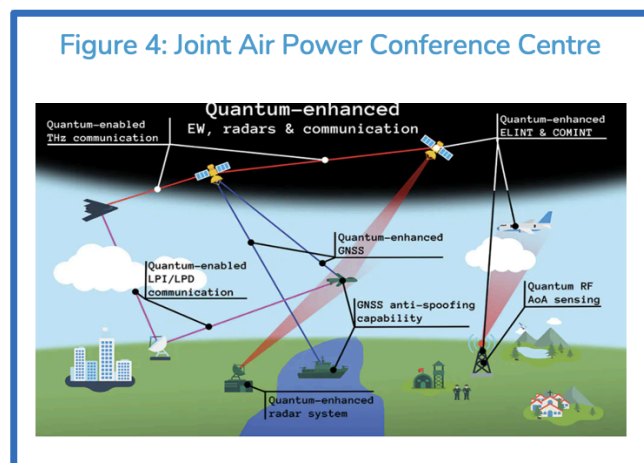 Figure 4: Joint Air Power Conference Centre
Quantum-enhanced
EW, radars & communication
Quantum-enabled
THz communication
Quantum-enhanced
ELINT & COMINT
Quantum-enhanced
GNSS
Quantum-enabled
LPI/LPD
communication
GNSS anti-spoofing
capability
Quantum RF
AoA sensing
Quantum-enhanced
radar system